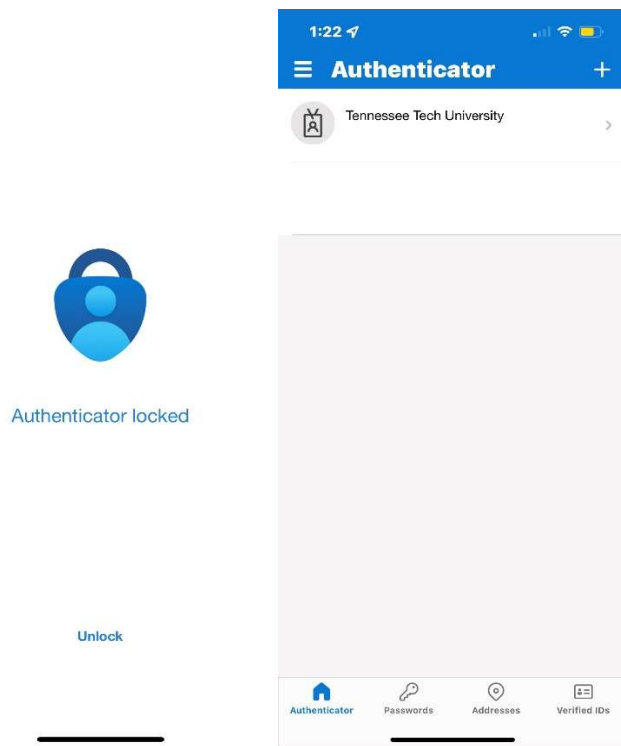 Authenticator locked
Unlock
1:22
Authenticator
Tennessee Tech University
Authenticator
Passwords
Addresses
Verified IDs